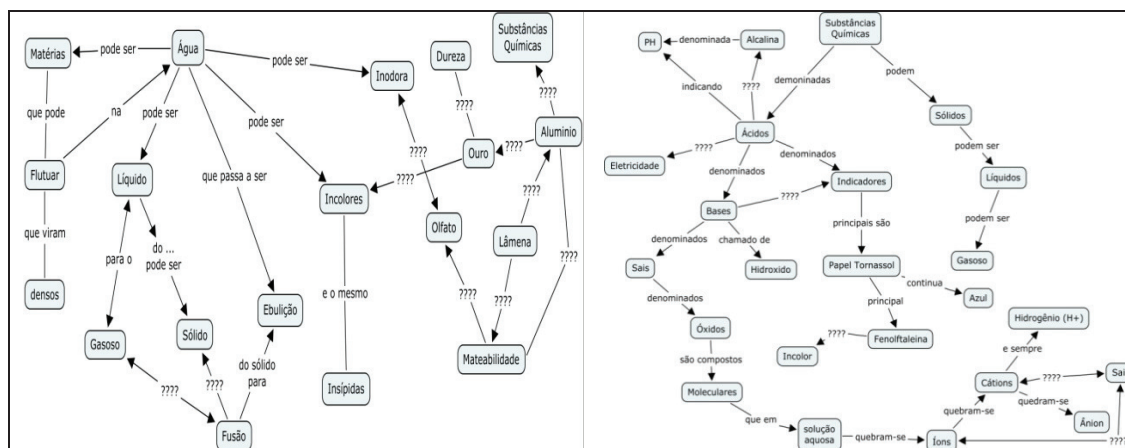 Matérias
pode ser
Água
pode ser
Inodora
Dureza
Substâncias
Químicas
que pode
na
pode ser
pode ser
????
????
????
Ouro
????
Aluminio
Flutuar
Líquido
que passa a ser
Incolores
????
Olfato
????
Lâmena
que viram
para o
do ...
pode ser
e o mesmo
????
????
????
densos
Gasoso
Sólido
Ebulição
Mateabilidade
????
????
do sólido
para
Insípidas
Fusão
PH
denominada
Alcalina
Substâncias
Químicas
indicando
????
demoninadas
podem
Ácidos
Sólidos
Eletricidade
????
denominados
denominados
podem ser
Bases
????
Indicadores
Líquidos
denominados
chamado de
principais são
podem ser
Sais
Hidroxido
Papel Tornassol
Gasoso
denominados
principal
continua
Azul
Óxidos
Incolor
????
Fenolftaleina
Hidrogênio (H+)
são compostos
e sempre
Moleculares
Cátions
????
Sai
que em
quebram-se
quedram-se
Ânion
solução
aquosa
quebram-se
Íons
????